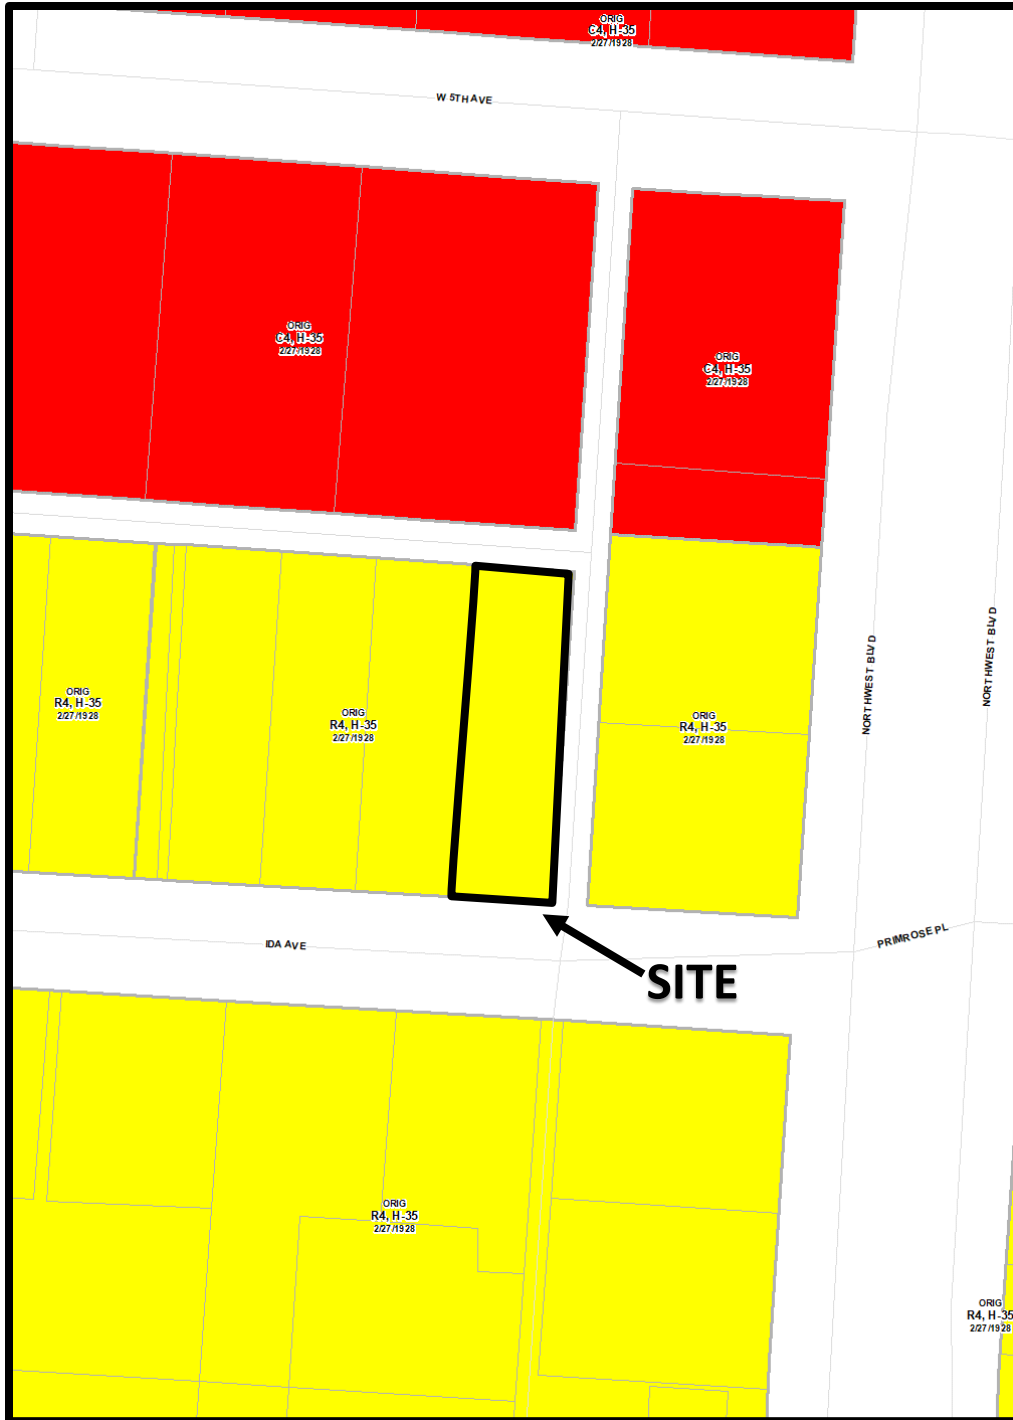 ORIG
C4, H-35
2/27/1928
W 5TH AVE
ORIG
C4, H-35
2/27/1928
ORIG
C4, H-35
2/27/1928
NORTHWEST BLVD
NORTHWEST BLVD
ORIG
R4, H-35
2/27/1928
ORIG
R4, H-35
2/27/1928
ORIG
R4, H-35
2/27/1928
IDA AVE
PRIMROSE PL
SITE
ORIG
R4, H-35
2/27/1928
ORIG
R4, H-35
2/27/1928